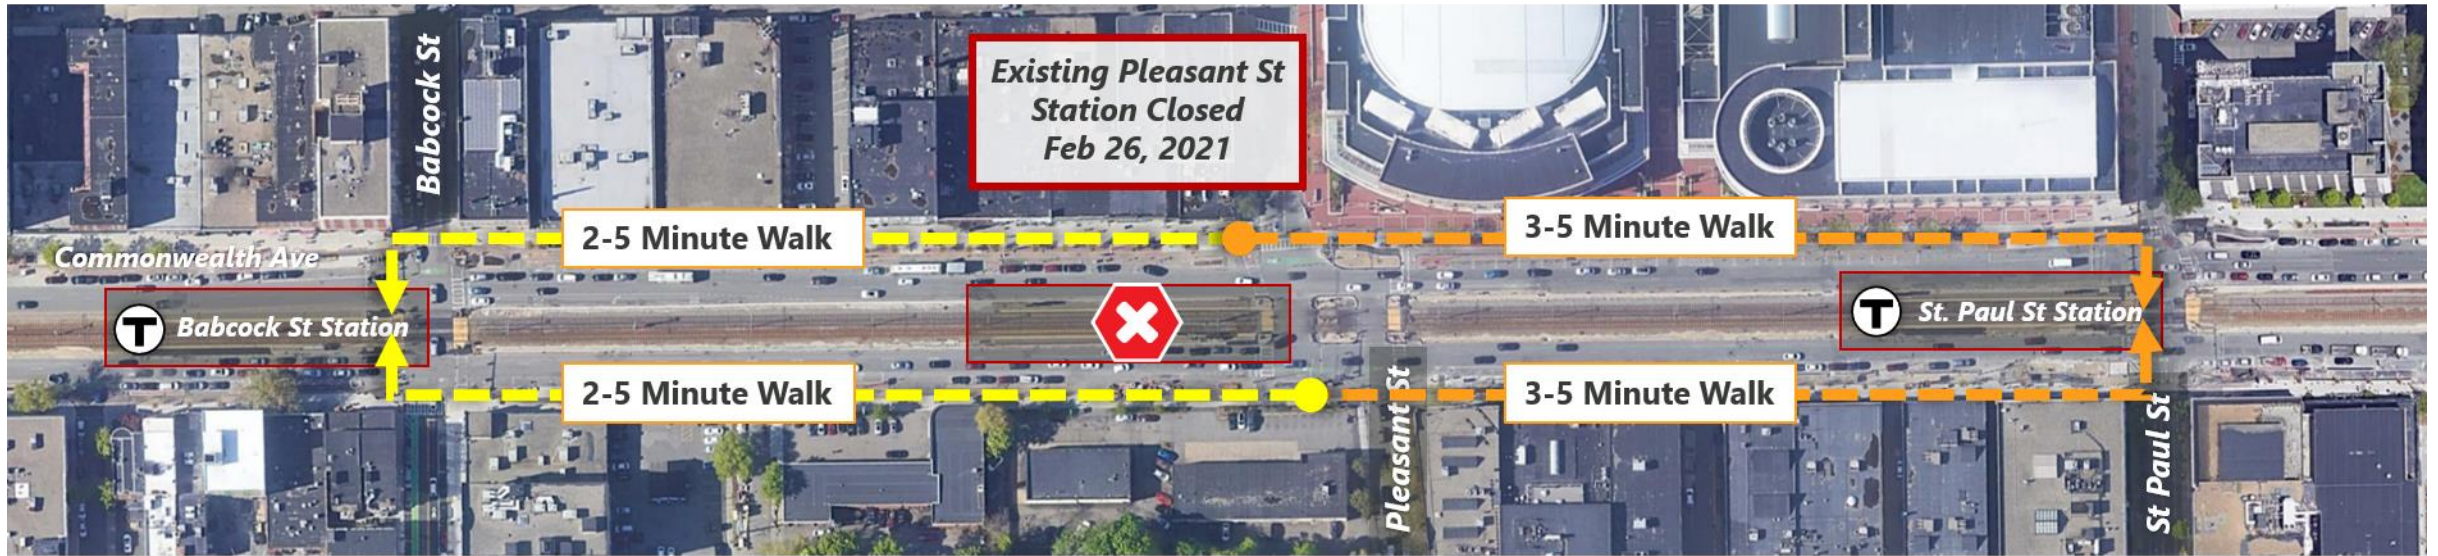 Babcock St
Existing Pleasant St
Station Closed
Feb 26, 2021
2-5 Minute Walk
3-5 Minute Walk
Commonwealth Ave
T Babcock St Station
T St. Paul St Station
2-5 Minute Walk
3-5 Minute Walk
Pleasant St
St Paul St